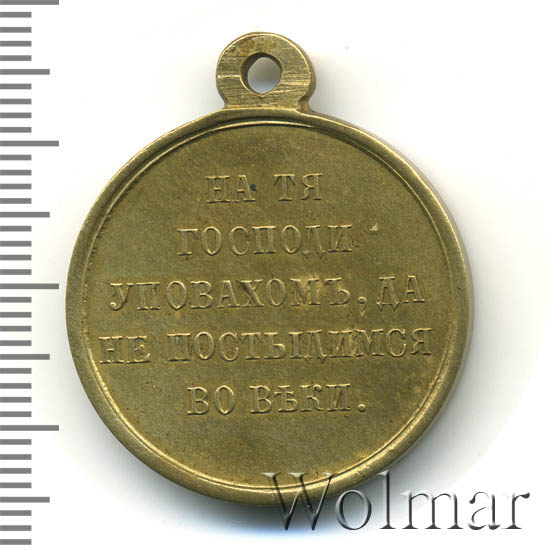 НА ТЯ
ГОСПОДИ
УПОВАХОМЪ, ДА
НЕ ПОСТЫДИМСЯ
ВО ВѢКИ.
Wolmar